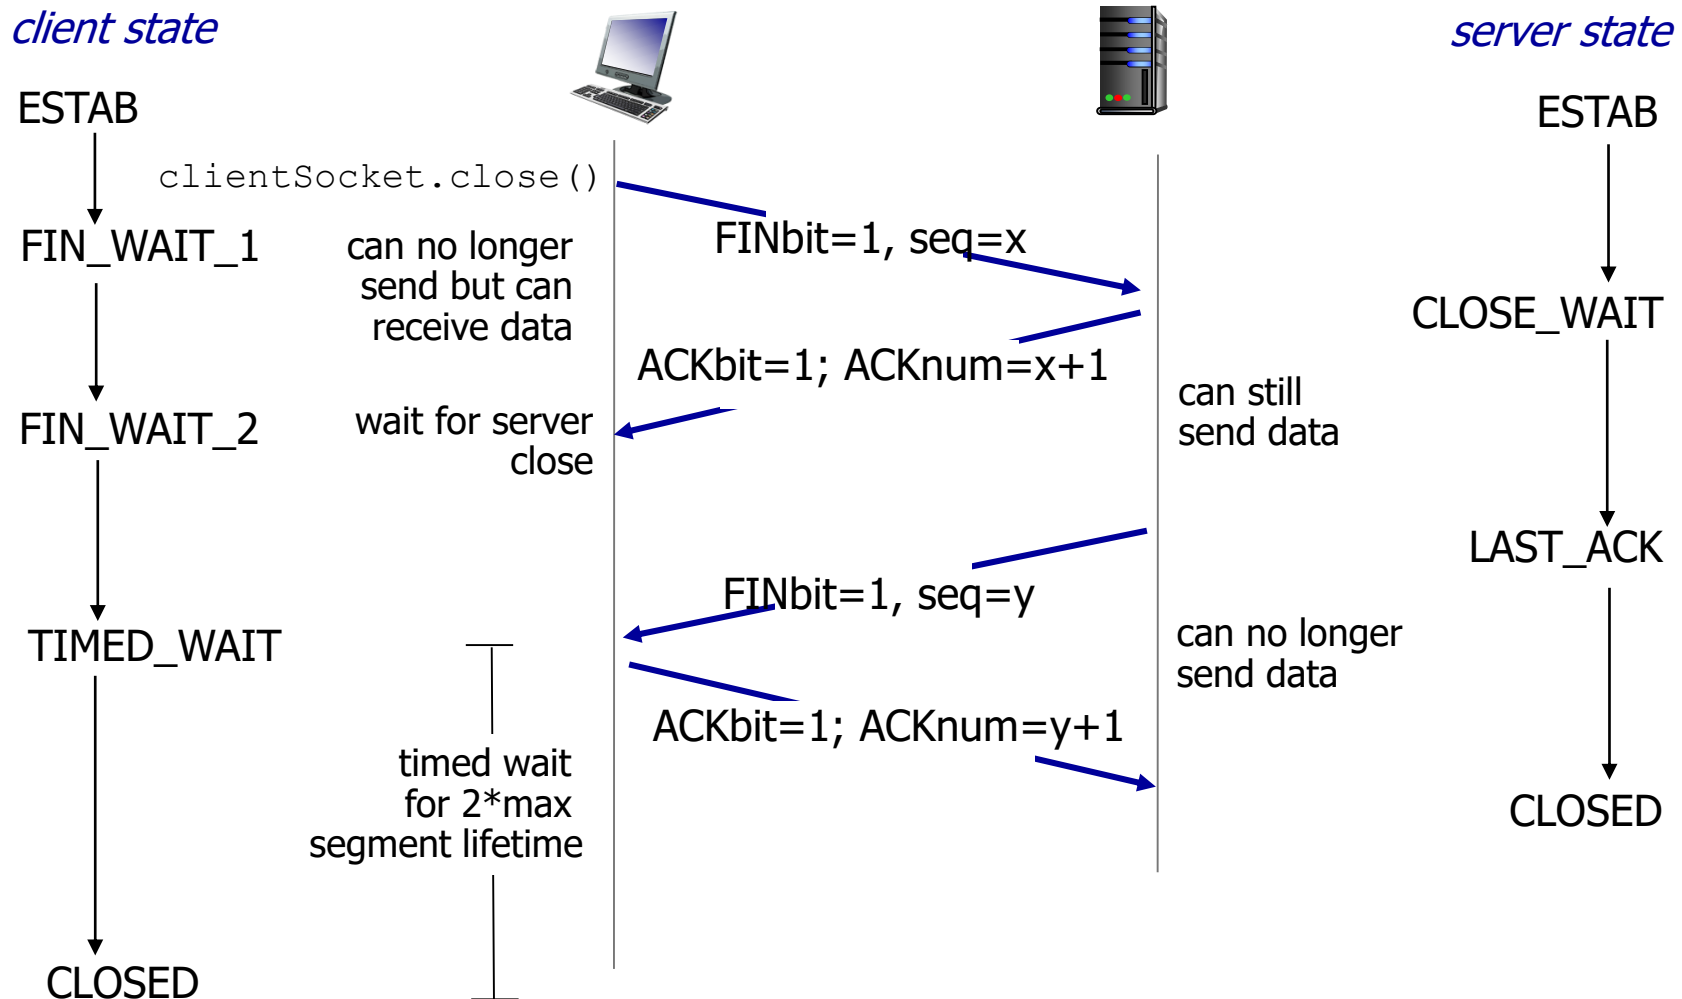 client state
server state
ESTAB
ESTAB
clientSocket.close()
FIN_WAIT_1
can no longer
send but can
receive data
FINbit=1, seq=x
CLOSE_WAIT
ACKbit=1; ACKnum=x+1
can still
send data
FIN_WAIT_2
wait for server
close
LAST_ACK
FINbit=1, seq=y
can no longer
send data
TIMED_WAIT
ACKbit=1; ACKnum=y+1
timed wait
for 2*max
segment lifetime
CLOSED
CLOSED